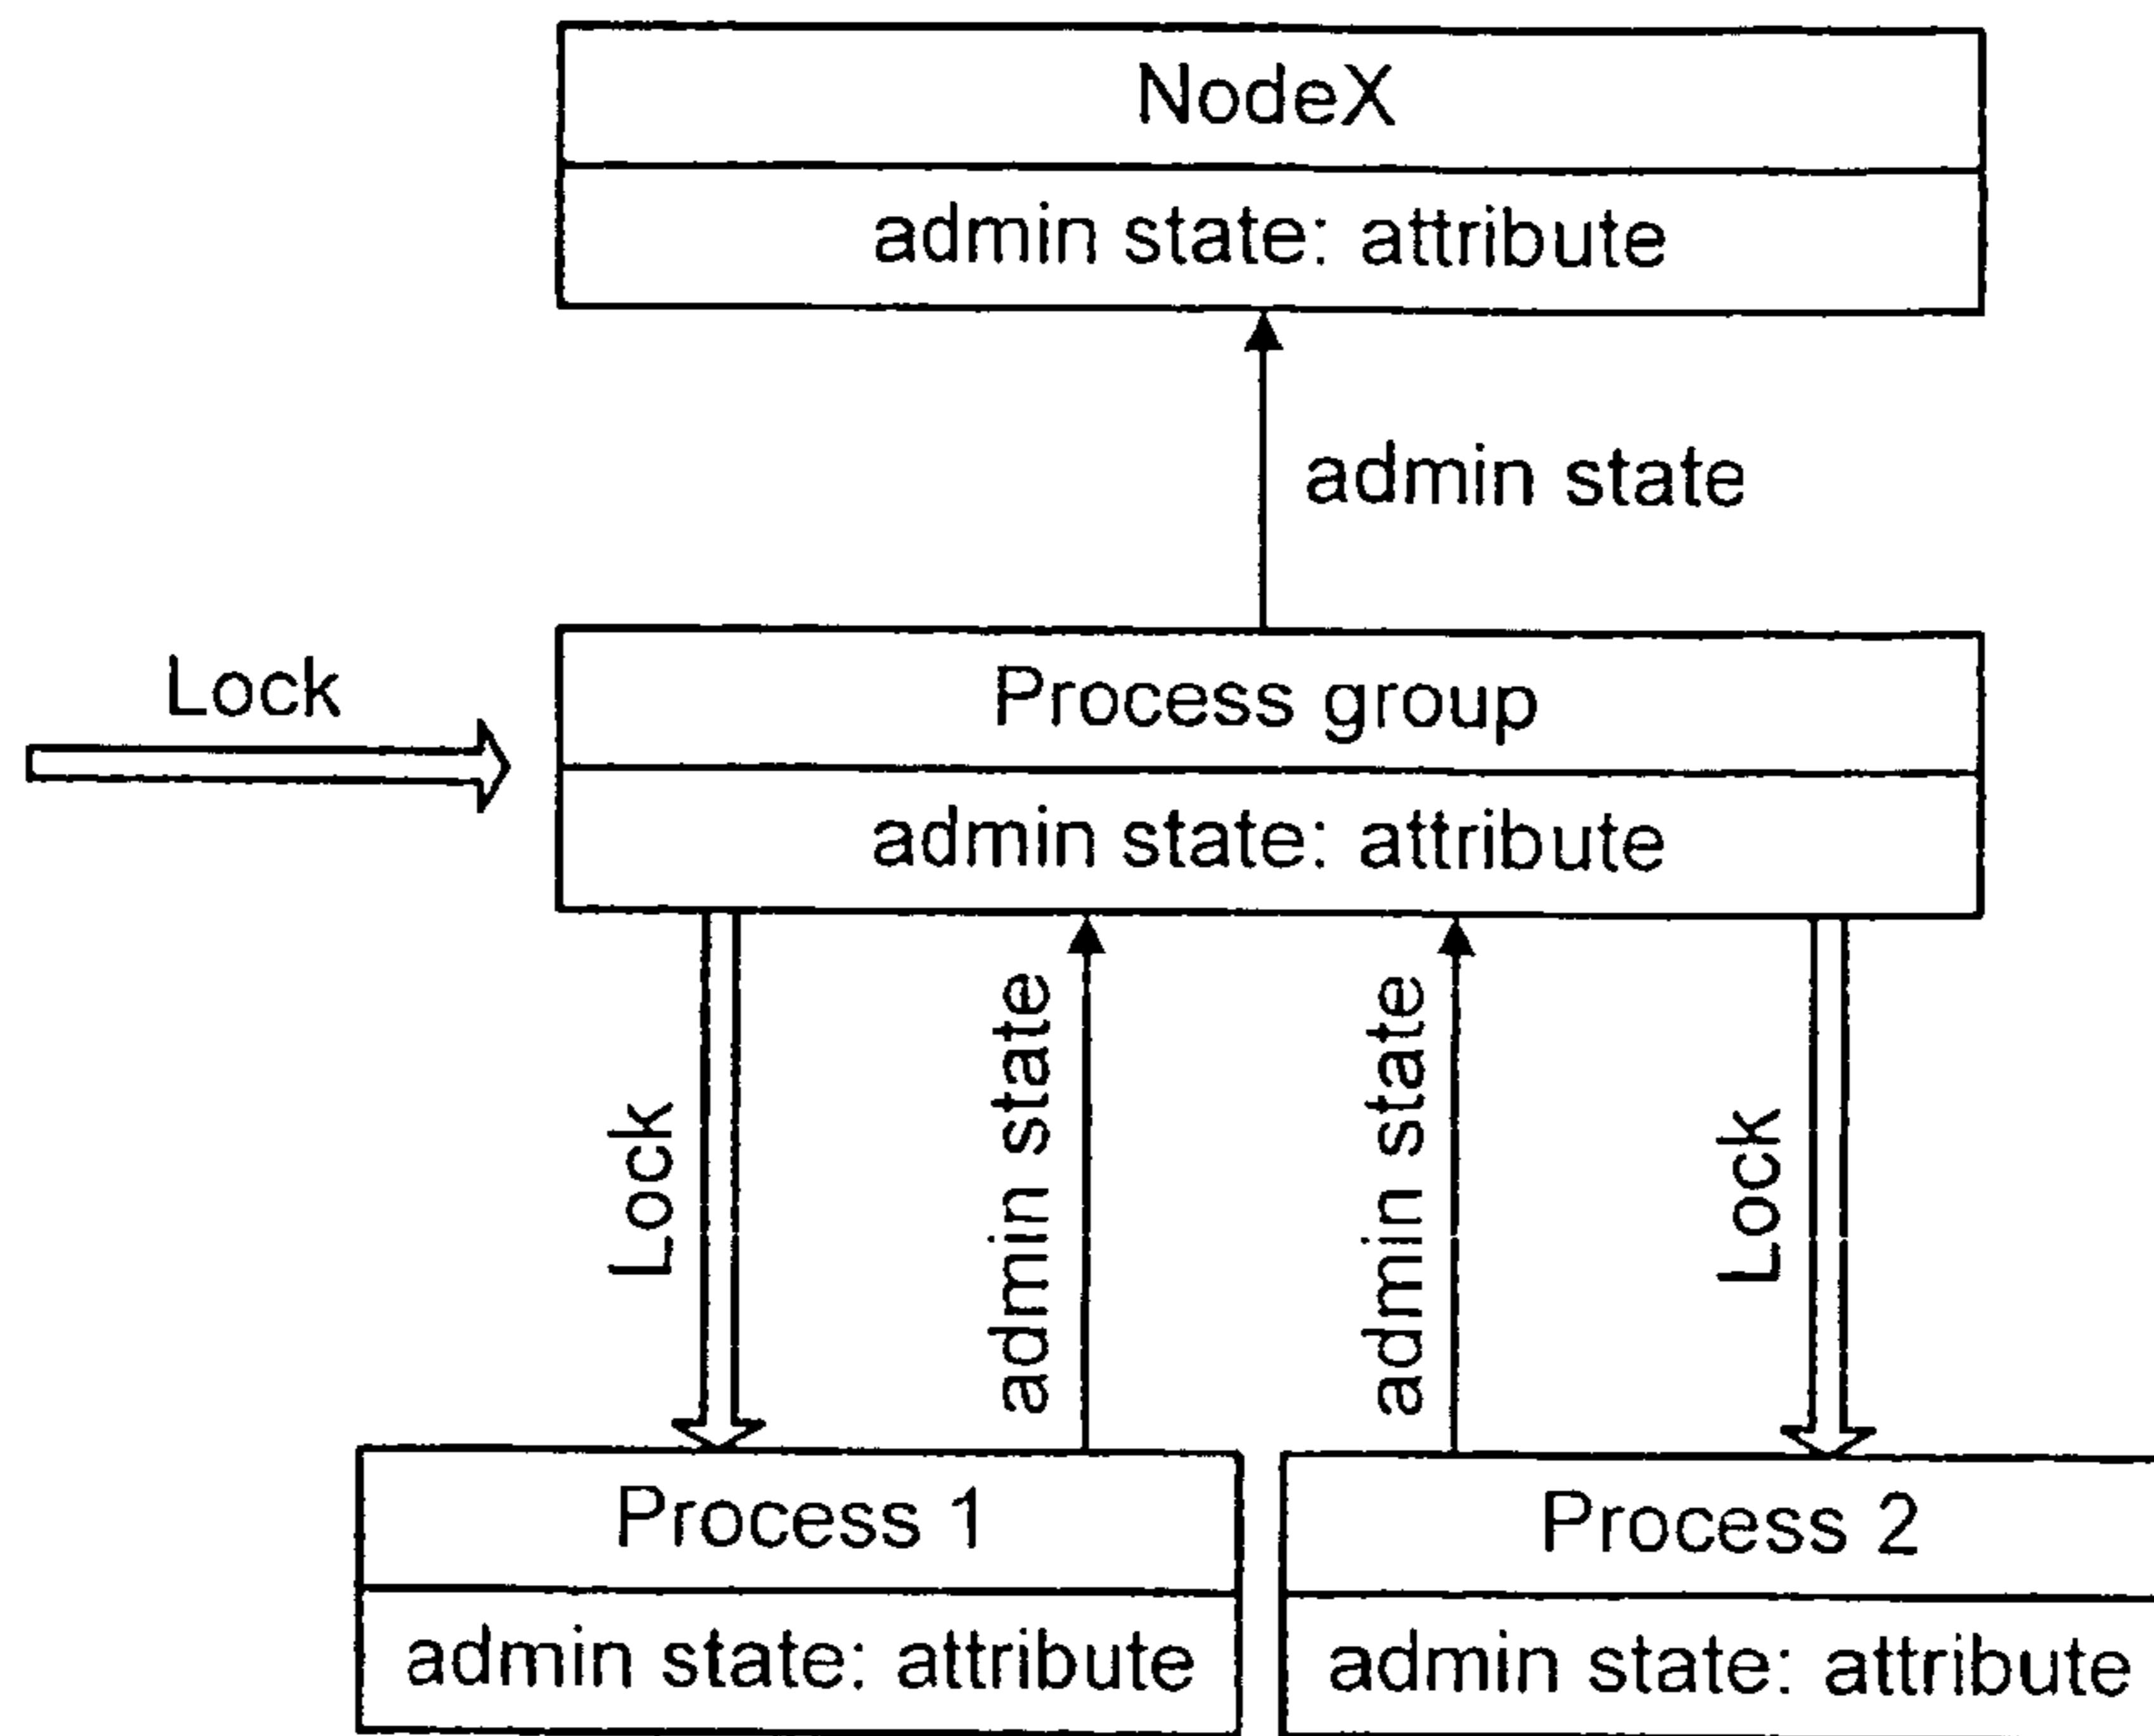 NodeX
admin state: attribute
admin state
Lock
Process group
admin state: attribute
Lock
admin state
admin state
Lock
Process 1
admin state: attribute
Process 2
admin state: attribute